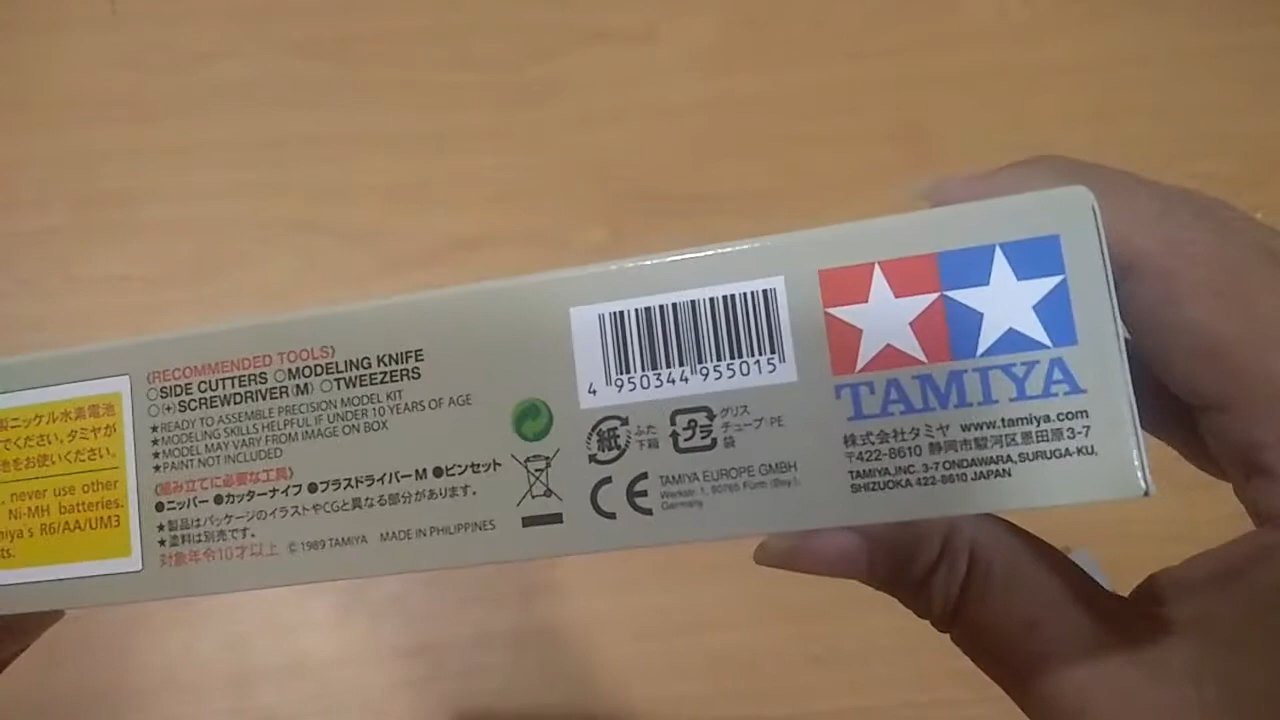 製ニッケル水素電池
でください。タミヤが
池をお使いください。
never use other
Ni-MH batteries.
miya's R6/AA/UM3
ts.
《RECOMMENDED TOOLS》
○SIDE CUTTERS ○MODELING KNIFE
○(+)SCREWDRIVER(M) ○TWEEZERS
★READY TO ASSEMBLE PRECISION MODEL KIT
★MODELING SKILLS HELPFUL IF UNDER 10 YEARS OF AGE
★MODEL MAY VARY FROM IMAGE ON BOX
★PAINT NOT INCLUDED
《組み立てに必要な工具》
●ニッパー ●カッターナイフ ●プラスドライバーM ●ピンセット
★製品はパッケージのイラストやCGと異なる部分があります。
★塗料は別売です。
対象年令10才以上 ©1989 TAMIYA MADE IN PHILIPPINES
4 950344 955015
紙 ふた
下箱
プラ グリス
チューブ:PE
袋
CE
TAMIYA EUROPE GMBH
Werkstr. 1, 90765 Fürth (Bay),
Germany
TAMIYA
株式会社タミヤ www.tamiya.com
〒422-8610 静岡市駿河区恩田原3-7
TAMIYA,INC. 3-7 ONDAWARA,SURUGA-KU,
SHIZUOKA 422-8610 JAPAN